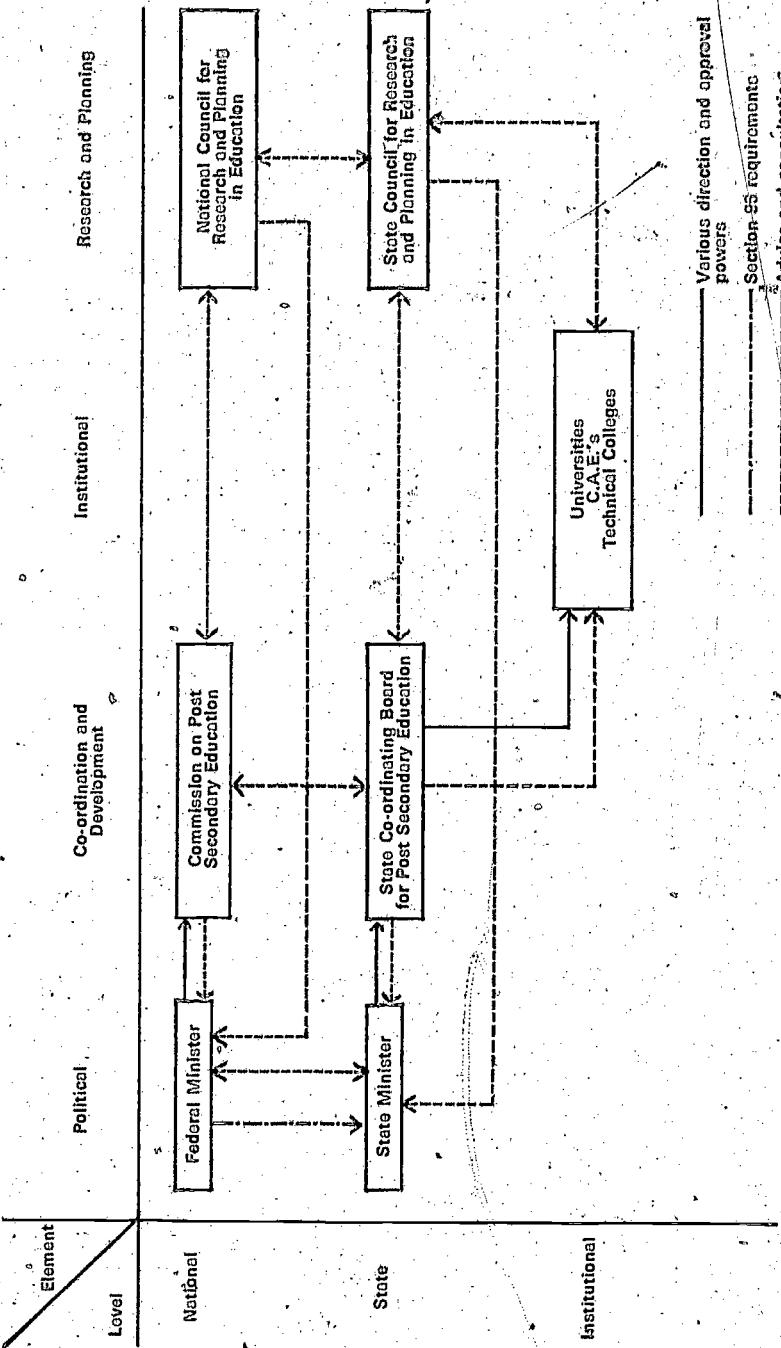 Element
Level
Political
Co-ordination and
Development
Institutional
Research and Planning
National
Federal Minister
Commission on Post
Secondary Education
National Council for
Research and Planning
in Education
State
State Minister
State Co-ordinating Board
for Post Secondary Education
State Council for Research
and Planning in Education
Institutional
Universities
C.A.E.'s
Technical Colleges
Various direction and approval
powers
Section 95 requirements